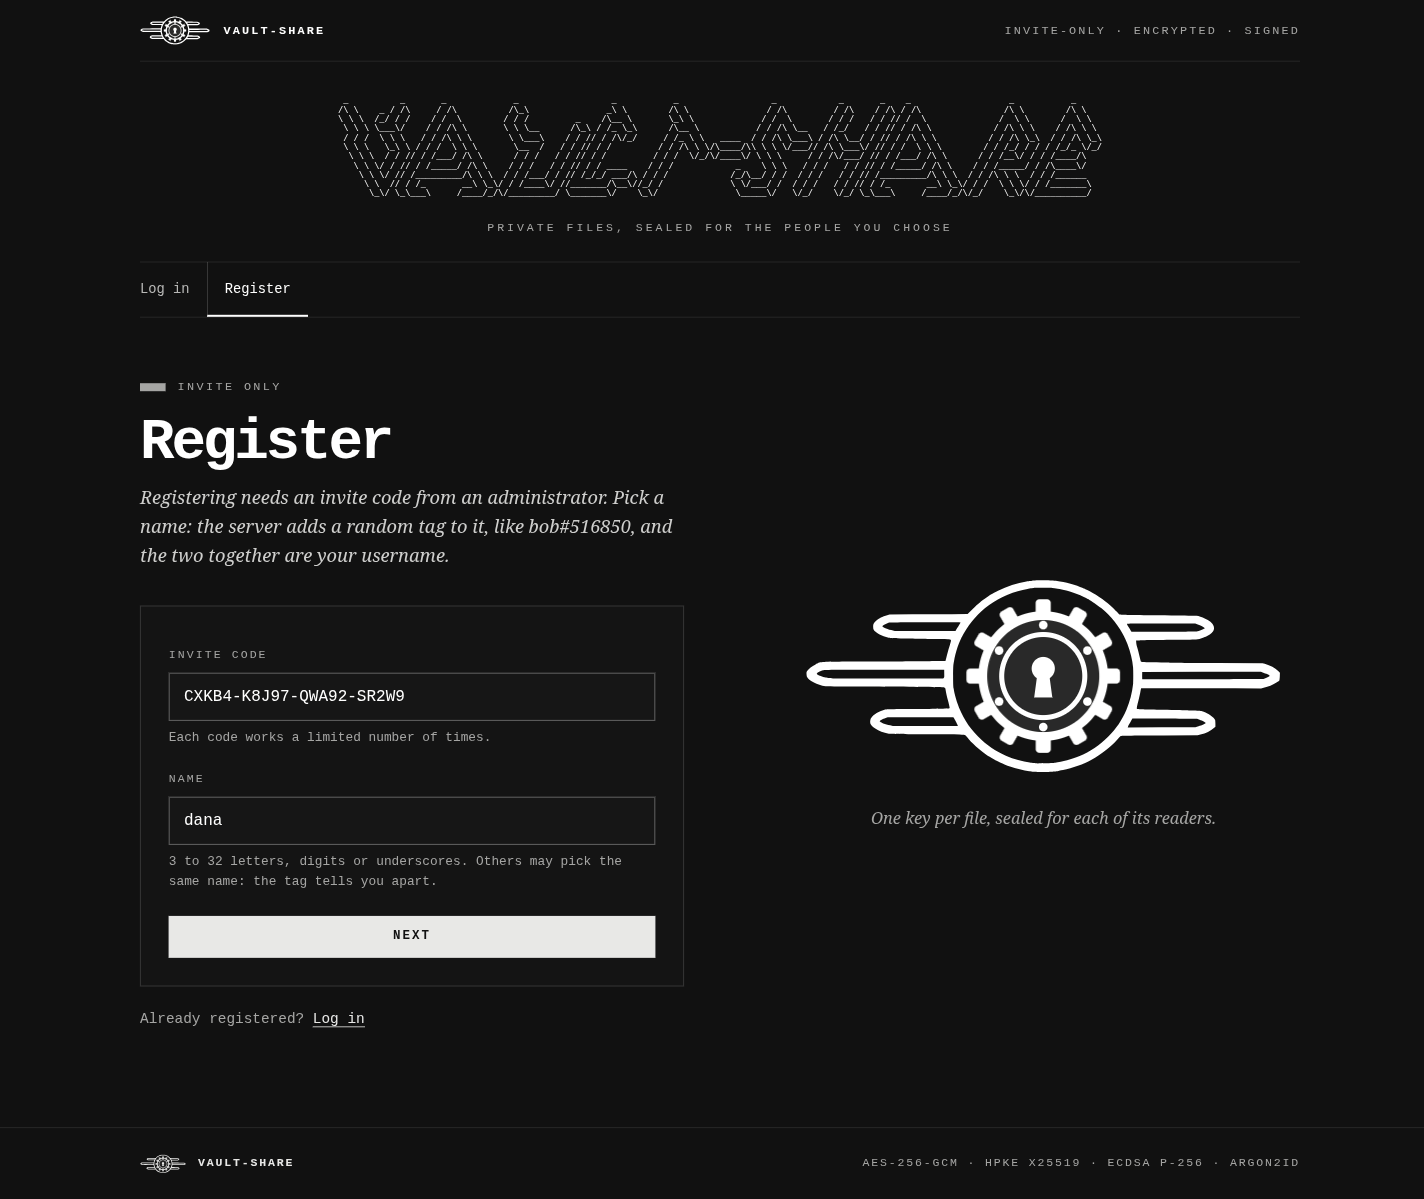 VAULT-SHARE
INVITE-ONLY · ENCRYPTED · SIGNED
VAULT-SHARE
PRIVATE FILES, SEALED FOR THE PEOPLE YOU CHOOSE
Log in
Register
INVITE ONLY
Register
Registering needs an invite code from an administrator. Pick a
name: the server adds a random tag to it, like bob#516850, and
the two together are your username.
INVITE CODE
CXKB4-K8J97-QWA92-SR2W9
Each code works a limited number of times.
NAME
dana
3 to 32 letters, digits or underscores. Others may pick the
same name: the tag tells you apart.
NEXT
One key per file, sealed for each of its readers.
Already registered? Log in
VAULT-SHARE
AES-256-GCM · HPKE X25519 · ECDSA P-256 · ARGON2ID